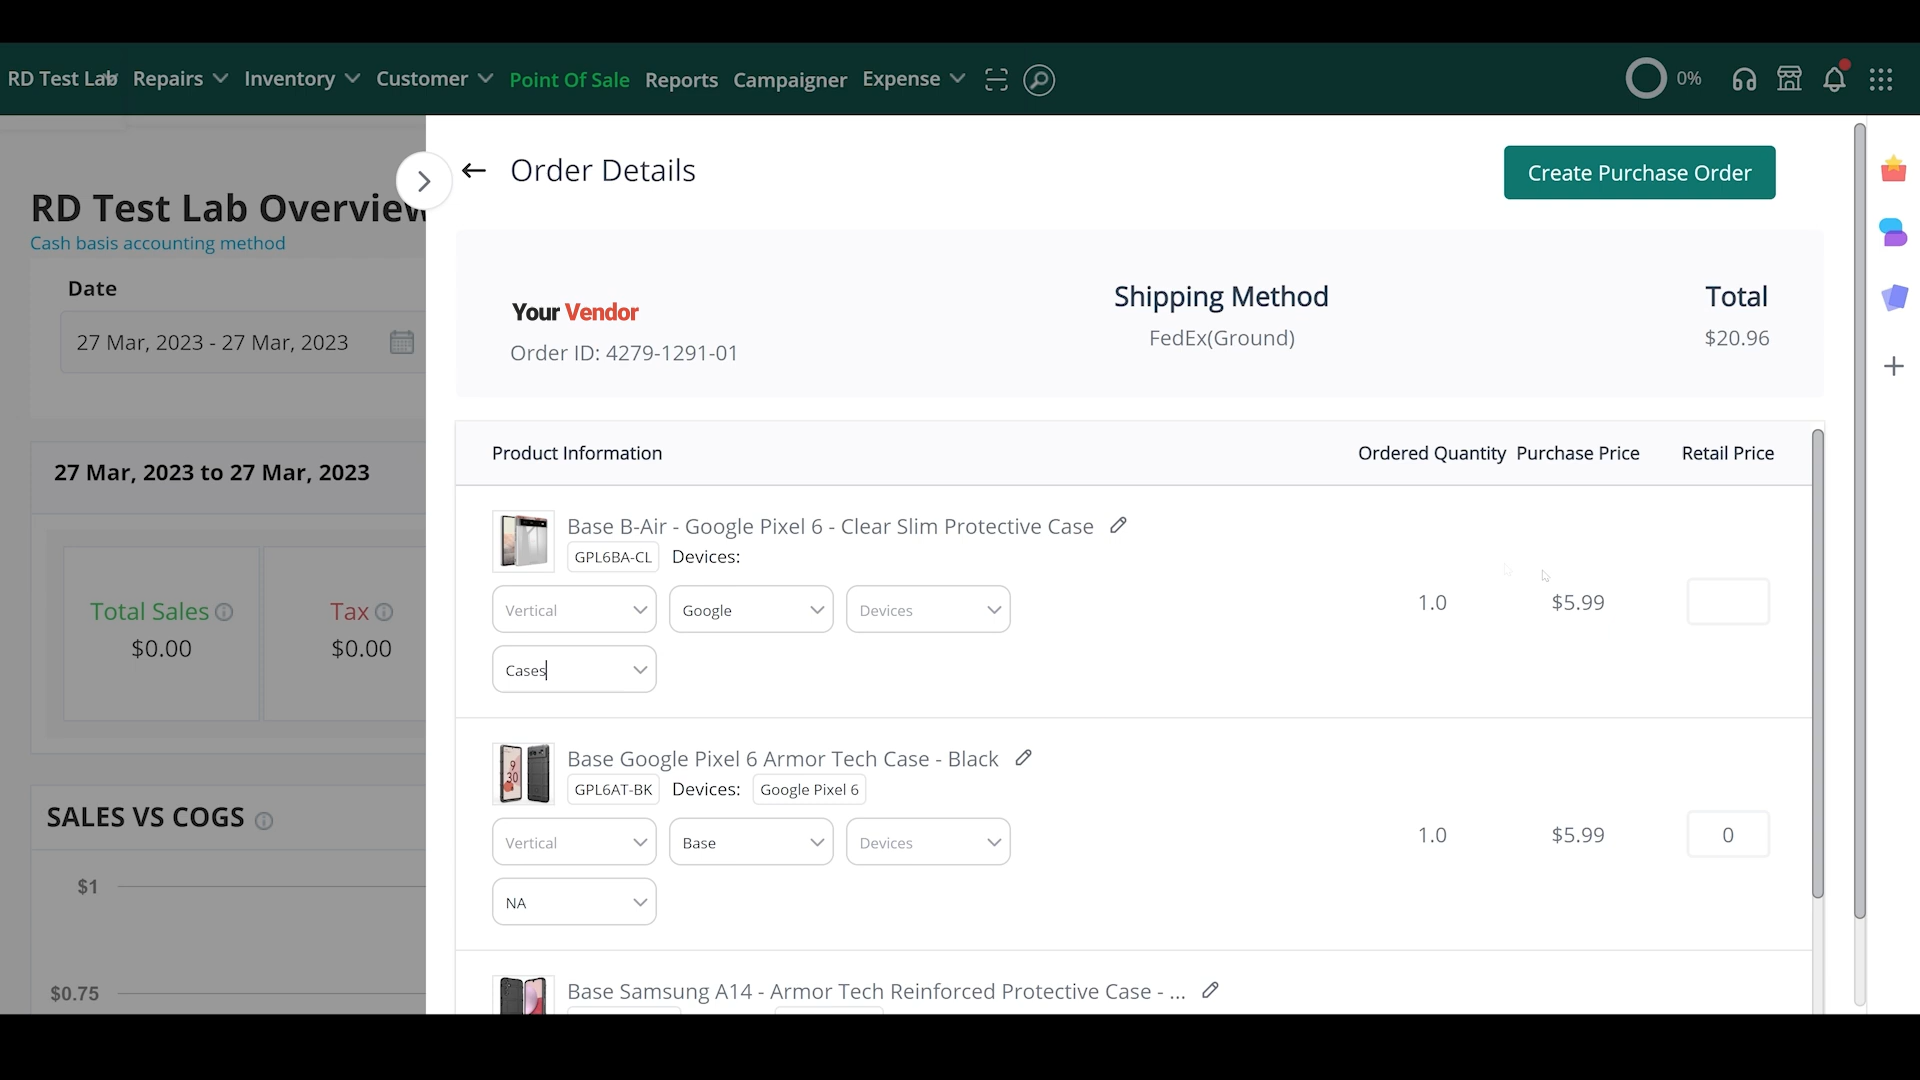 RD Test Lab Repairs Inventory Customer Point Of Sale Reports Campaigner Expense 0%
RD Test Lab Overview
Cash basis accounting method
Date
27 Mar, 2023 - 27 Mar, 2023
27 Mar, 2023 to 27 Mar, 2023
Total Sales Tax
$0.00 $0.00
SALES VS COGS
$1
$0.75
Order Details Create Purchase Order
Your Vendor
Order ID: 4279-1291-01
Shipping Method
FedEx(Ground)
Total
$20.96
Product Information Ordered Quantity Purchase Price Retail Price
Base B-Air - Google Pixel 6 - Clear Slim Protective Case
GPL6BA-CL Devices:
Vertical Google Devices 1.0 $5.99
Cases
Base Google Pixel 6 Armor Tech Case - Black
GPL6AT-BK Devices: Google Pixel 6
Vertical Base Devices 1.0 $5.99 0
NA
Base Samsung A14 - Armor Tech Reinforced Protective Case - ...